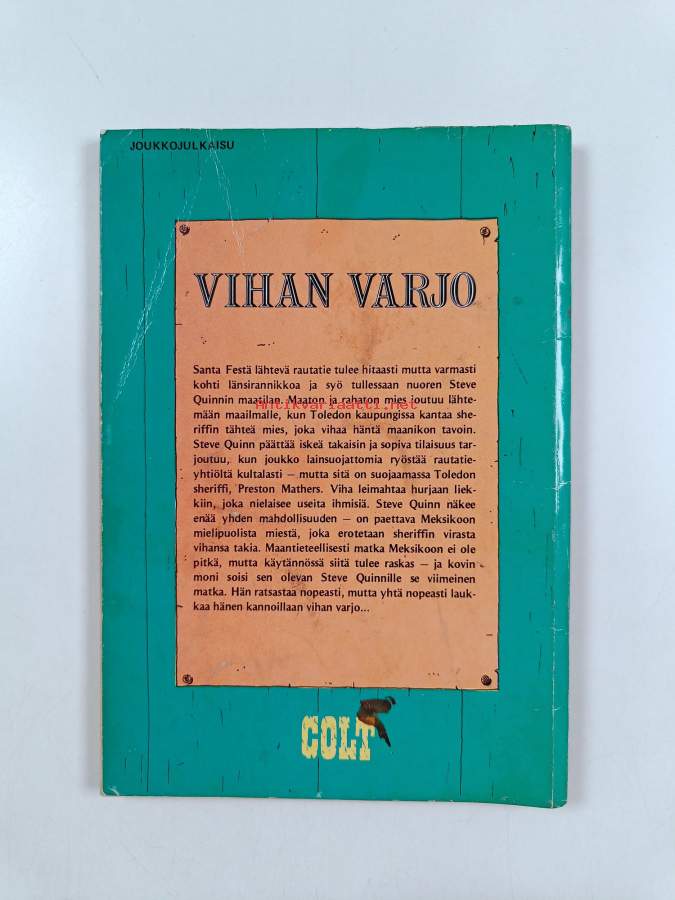 JOUKKOJULKAISU
VIHAN VARJO
Santa Festä lähtevä rautatie tulee hitaasti mutta varmasti
kohti länsirannikkoa ja syö tullessaan nuoren Steve
Quinnin maatilan. Maaton ja rahaton mies joutuu lähte-
mään maailmalle, kun Toledon kaupungissa kantaa she-
riffin tähteä mies, joka vihaa häntä maanikon tavoin.
Steve Quinn päättää iskeä takaisin ja sopiva tilaisuus tar-
joutuu, kun joukko lainsuojattomia ryöstää rautatie-
yhtiöltä kultalasti — mutta sitä on suojaamassa Toledon
sheriffi, Preston Mathers. Viha leimahtaa hurjaan liek-
kiin, joka nielaisee useita ihmisiä. Steve Quinn näkee
enää yhden mahdollisuuden — on paettava Meksikoon
mielipuolista miestä, joka erotetaan sheriffin virasta
vihansa takia. Maantieteellisesti matka Meksikoon ei ole
pitkä, mutta käytännössä siitä tulee raskas — ja kovin
moni soisi sen olevan Steve Quinnille se viimeinen
matka. Hän ratsastaa nopeasti, mutta yhtä nopeasti lauk-
kaa hänen kannoillaan vihan varjo...
Antikvariaatti.net
COLT